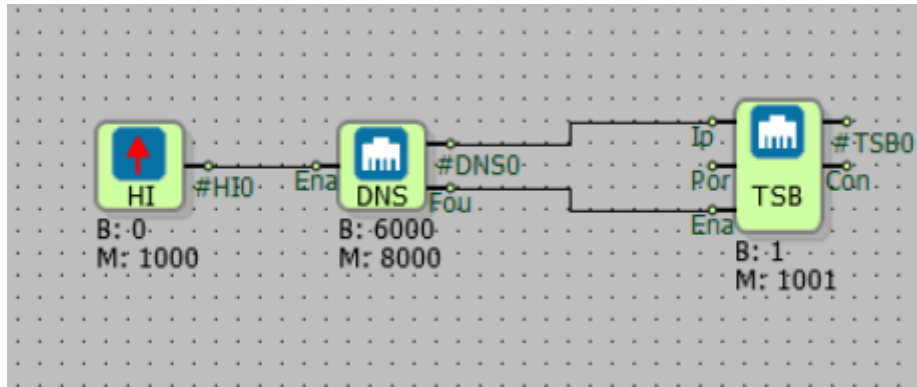 HI
#HI0
B: 0
M: 1000
Ena
DNS
#DNS0
Fou
B: 6000
M: 8000
Ip
Por
Ena
TSB
#TSB0
Con
B: 1
M: 1001